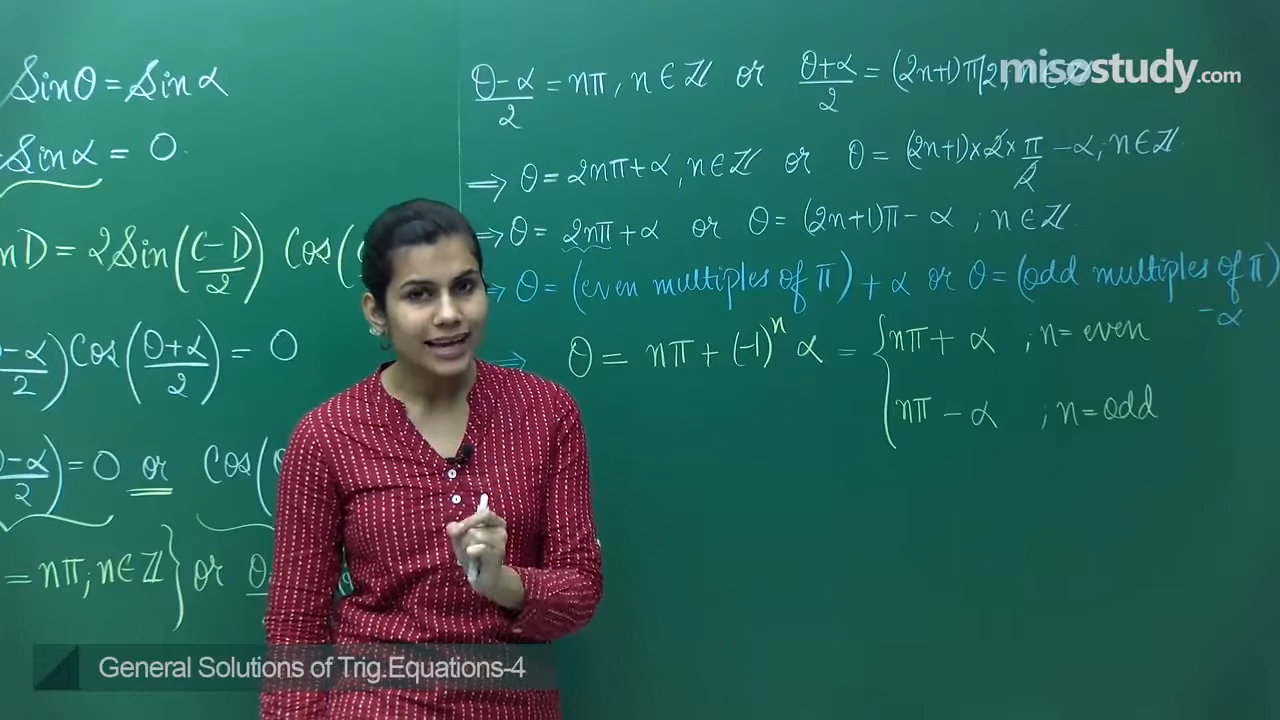 Sinθ = Sinα
Sinα = 0.
nD = 2Sin((C-D)/2) Cos(
-α/2) Cos((θ+α)/2) = 0
-α/2) = 0 or Cos(
= nπ; n∈ℤ} or θ
(θ-α)/2 = nπ, n∈ℤ or (θ+α)/2 = (2n+1)π/2,
misostudy.com
⇒ θ = 2nπ+α, n∈ℤ or θ = (2n+1)×2×π/2 -α; n∈ℤ
⇒ θ = 2nπ+α or θ = (2n+1)π-α ; n∈ℤ
⇒ θ = (even multiples of π) + α or θ = (odd multiples of π)
-α
⇒ θ = nπ + (-1)ⁿ α = { nπ + α ; n = even
nπ - α ; n = odd
General Solutions of Trig.Equations-4